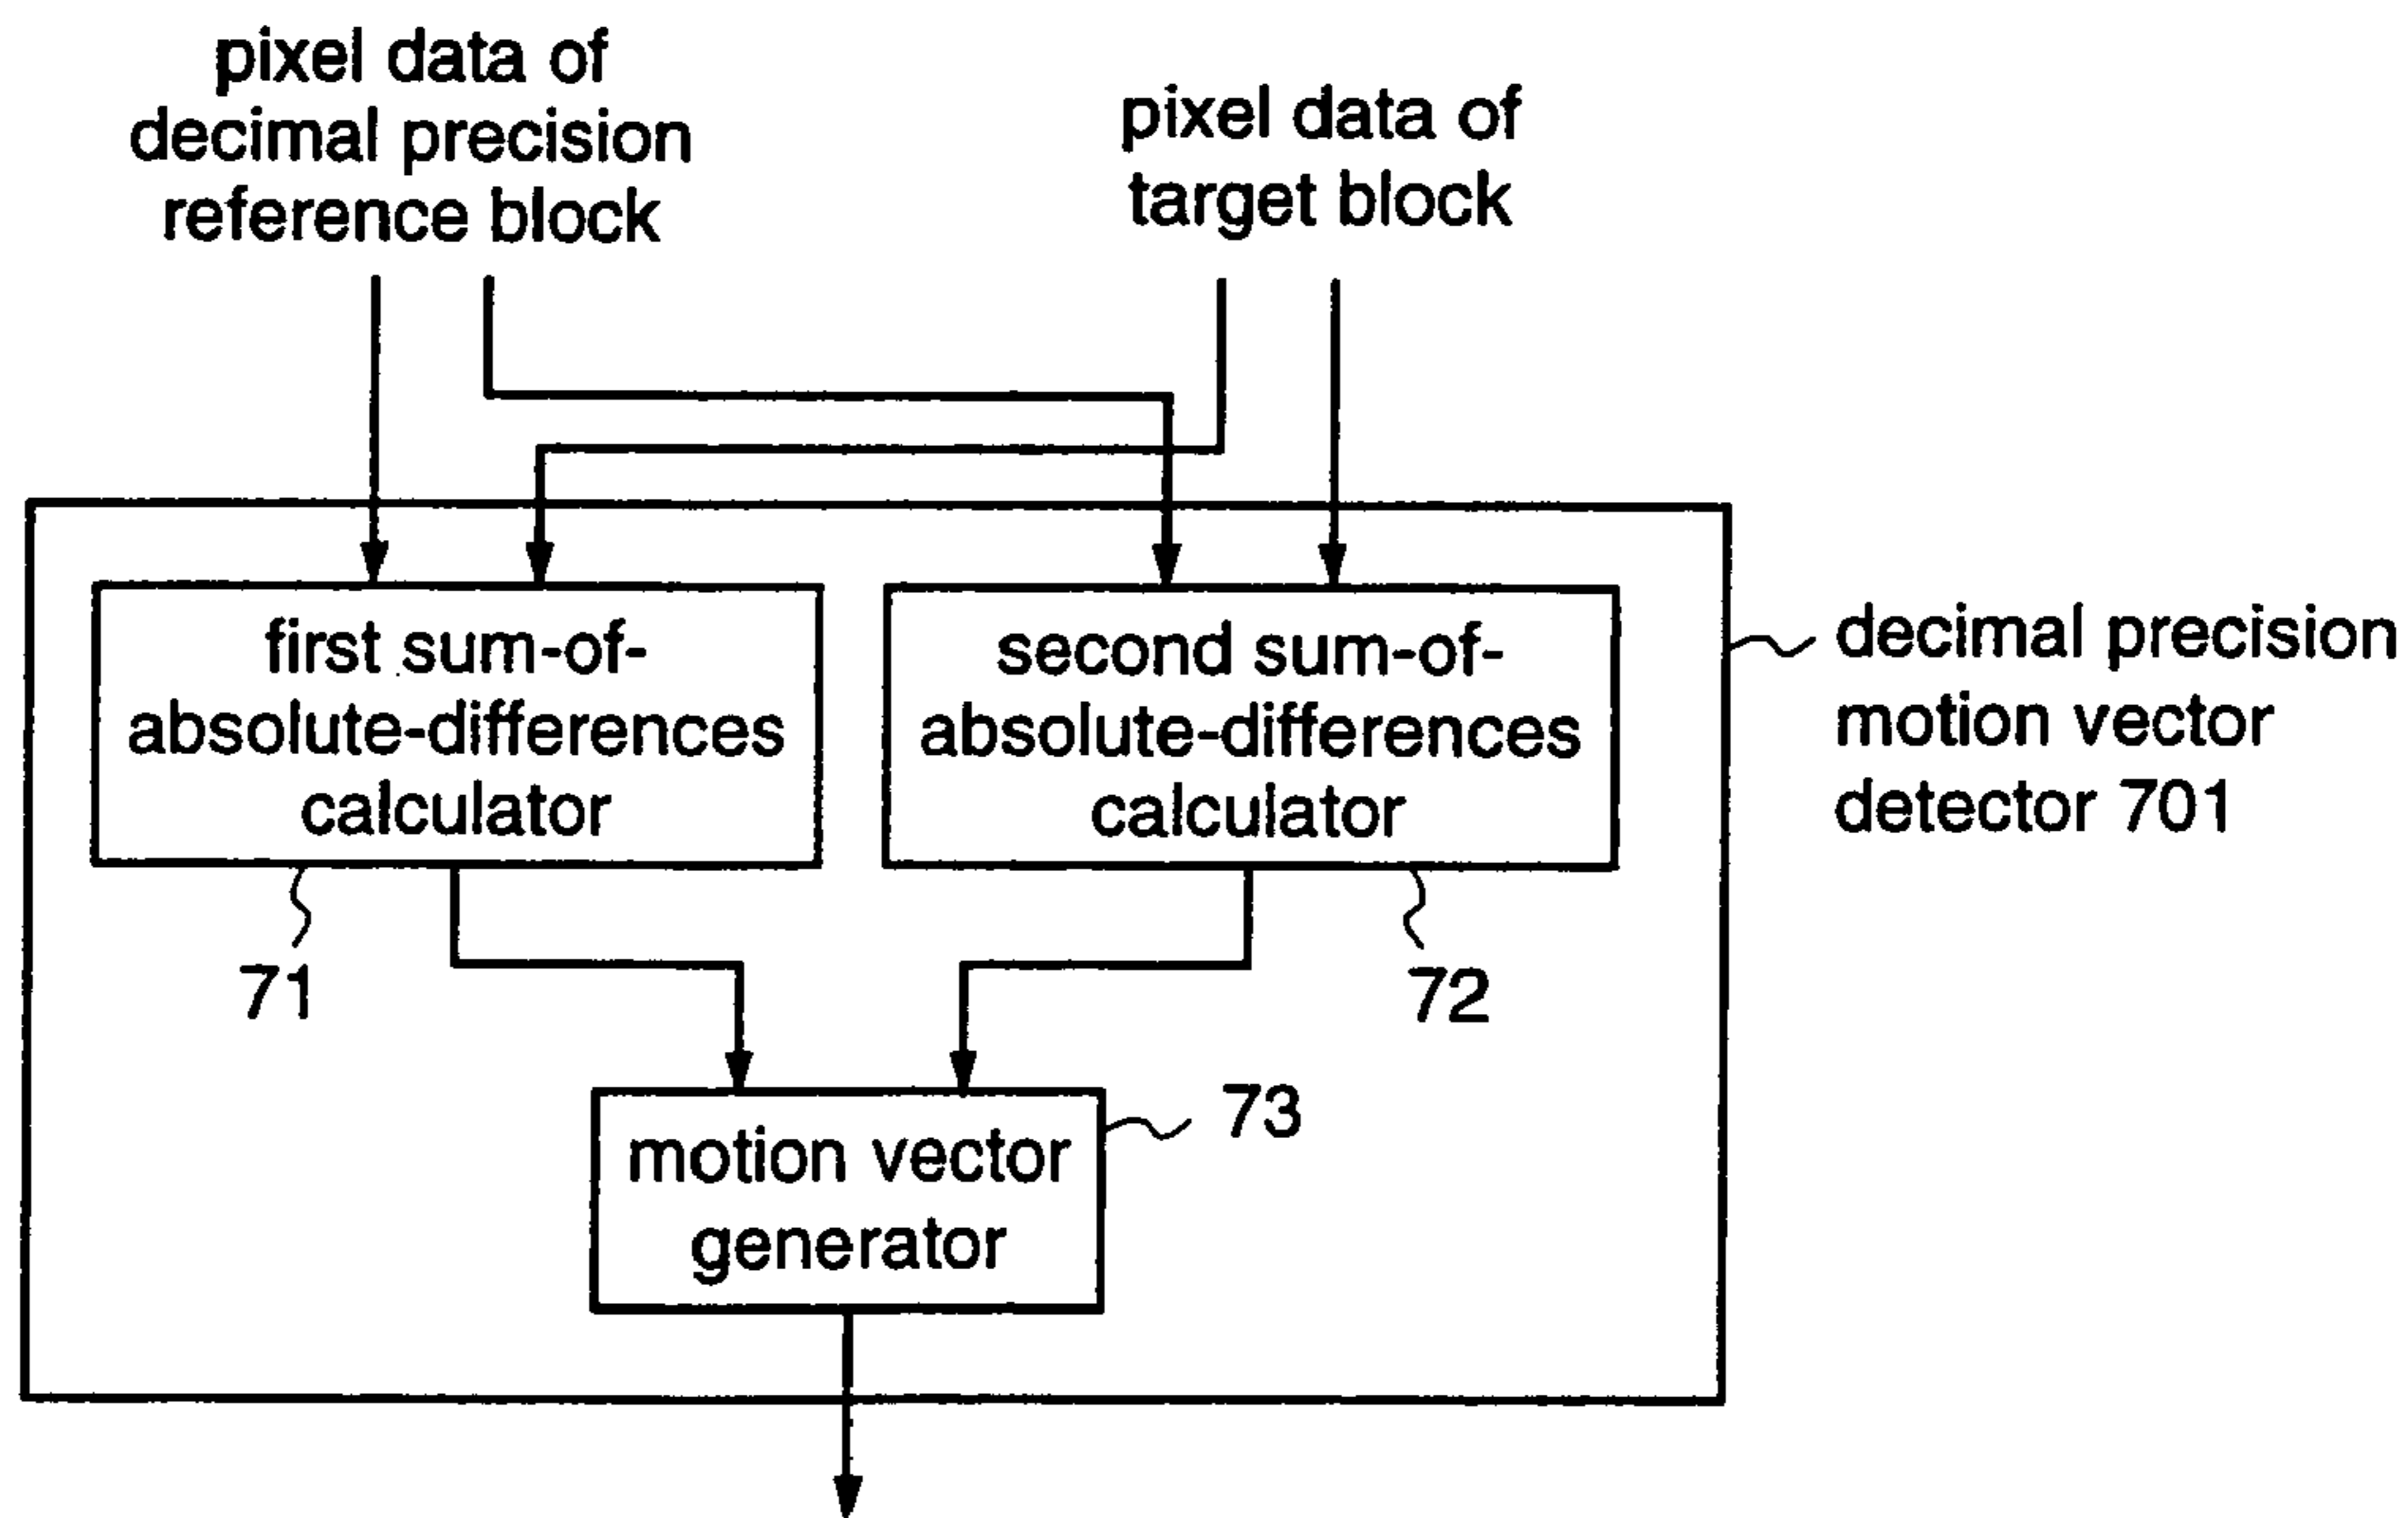 pixel data of
decimal precision
reference block
pixel data of
target block
first sum-of-
absolute-differences
calculator
second sum-of-
absolute-differences
calculator
decimal precision
motion vector
detector 701
71
72
motion vector
generator
73